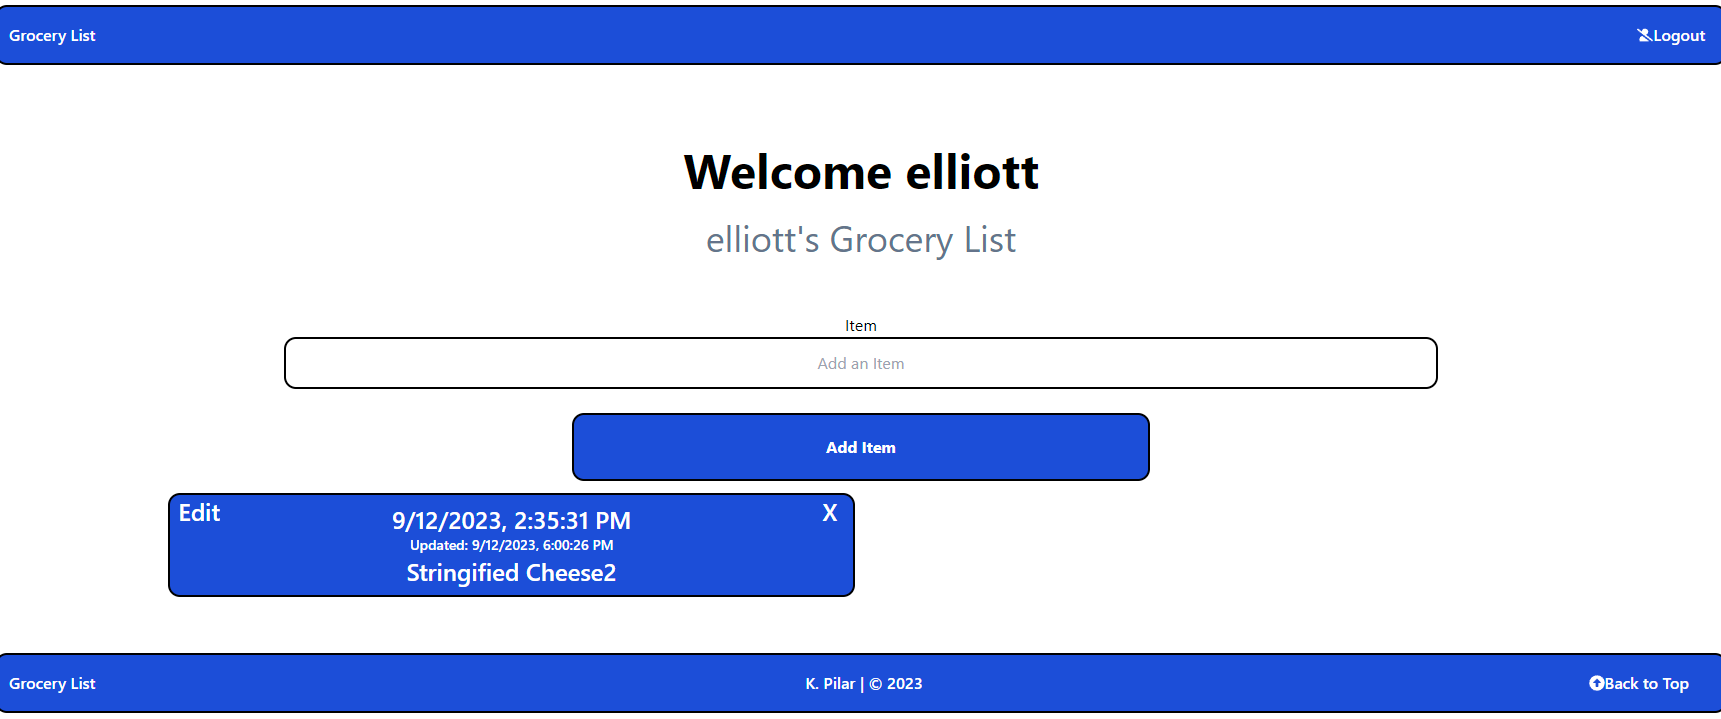 Grocery List
Logout
Welcome elliott
elliott's Grocery List
Item
Add an Item
Add Item
Edit
X
9/12/2023, 2:35:31 PM
Updated: 9/12/2023, 6:00:26 PM
Stringified Cheese2
Grocery List
K. Pilar | © 2023
Back to Top